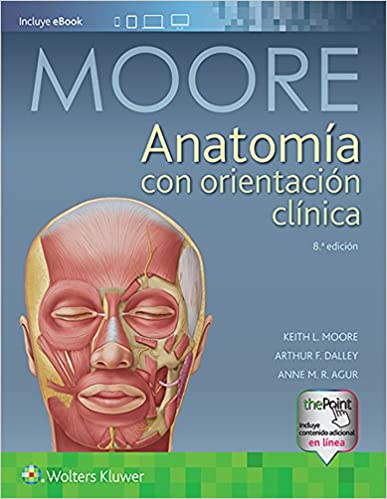 Incluye eBook
MOORE
Anatomía
con orientación
clínica
8.ª edición
KEITH L. MOORE
ARTHUR F. DALLEY
ANNE M. R. AGUR
thePoint
Incluye
contenido adicional
en línea
Wolters Kluwer